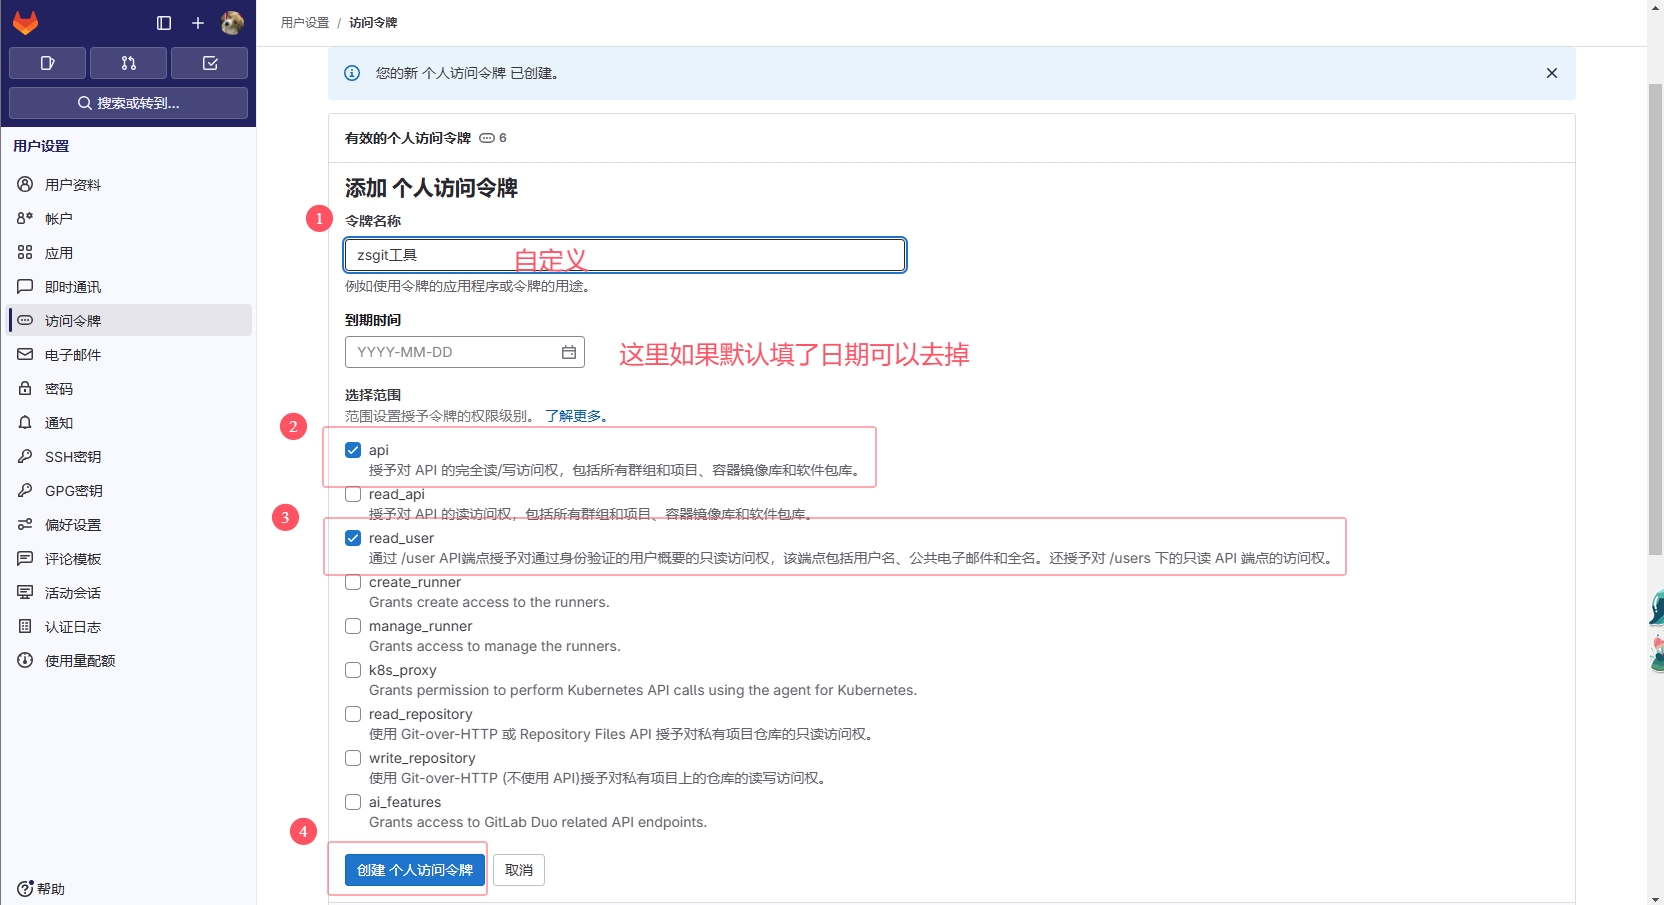 搜索或转到...
用户设置
用户资料
帐户
应用
即时通讯
访问令牌
电子邮件
密码
通知
SSH密钥
GPG密钥
偏好设置
评论模板
活动会话
认证日志
使用量配额
帮助
用户设置 / 访问令牌
您的新 个人访问令牌 已创建。
有效的个人访问令牌 6
添加 个人访问令牌
1 令牌名称
zsgit工具 自定义
例如使用令牌的应用程序或令牌的用途。
到期时间
YYYY-MM-DD 这里如果默认填了日期可以去掉
选择范围
范围设置授予令牌的权限级别。 了解更多。
2
api
授予对 API 的完全读/写访问权，包括所有群组和项目、容器镜像库和软件包库。
read_api
授予对 API 的读访问权，包括所有群组和项目、容器镜像库和软件包库。
3
read_user
通过 /user API端点授予对通过身份验证的用户概要的只读访问权，该端点包括用户名、公共电子邮件和全名。还授予对 /users 下的只读 API 端点的访问权。
create_runner
Grants create access to the runners.
manage_runner
Grants access to manage the runners.
k8s_proxy
Grants permission to perform Kubernetes API calls using the agent for Kubernetes.
read_repository
使用 Git-over-HTTP 或 Repository Files API 授予对私有项目仓库的只读访问权。
write_repository
使用 Git-over-HTTP (不使用 API)授予对私有项目上的仓库的读写访问权。
ai_features
Grants access to GitLab Duo related API endpoints.
4
创建 个人访问令牌 取消